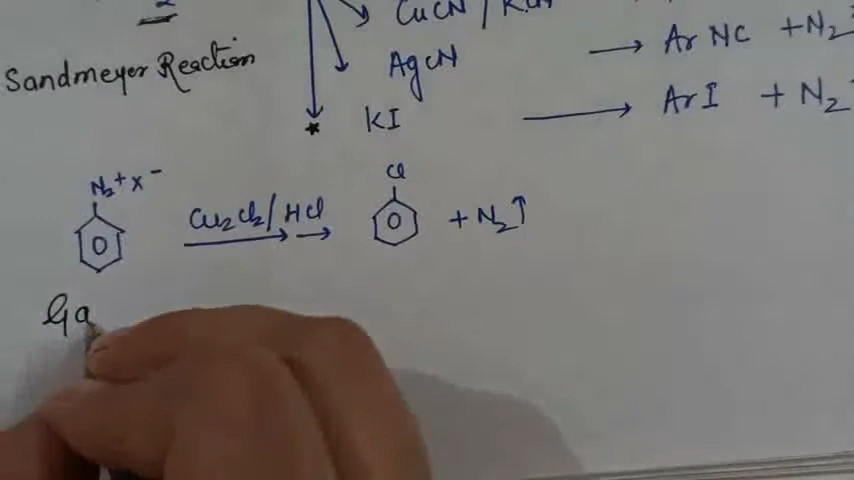 CuCN / KCN
Sandmeyer Reaction
AgCN → ArNC + N₂
KI → ArI + N₂
N₂⁺X⁻
Cl
Cu₂Cl₂/HCl
+ N₂↑
Ga